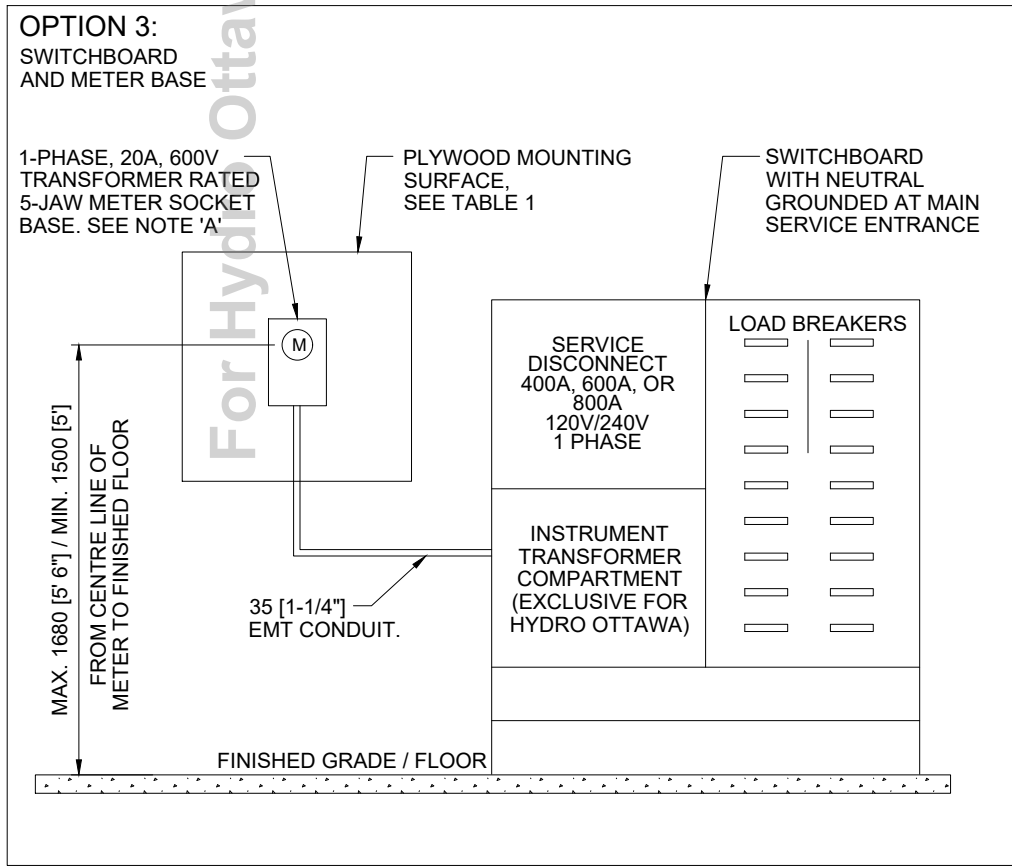 OPTION 3:
SWITCHBOARD
AND METER BASE
For Hydro Ottaw
1-PHASE, 20A, 600V
TRANSFORMER RATED
5-JAW METER SOCKET
BASE. SEE NOTE 'A'
PLYWOOD MOUNTING
SURFACE,
SEE TABLE 1
SWITCHBOARD
WITH NEUTRAL
GROUNDED AT MAIN
SERVICE ENTRANCE
M
SERVICE
DISCONNECT
400A, 600A, OR
800A
120V/240V
1 PHASE
LOAD BREAKERS
INSTRUMENT
TRANSFORMER
COMPARTMENT
(EXCLUSIVE FOR
HYDRO OTTAWA)
35 [1-1/4"]
EMT CONDUIT.
MAX. 1680 [5' 6"] / MIN. 1500 [5']
FROM CENTRE LINE OF
METER TO FINISHED FLOOR
FINISHED GRADE / FLOOR